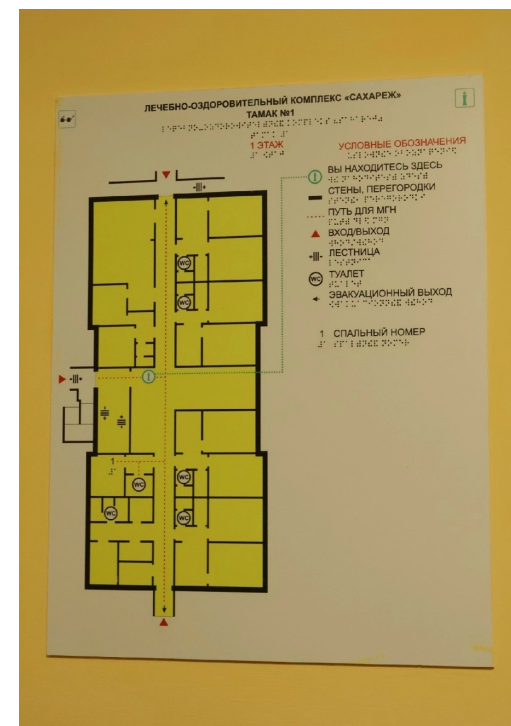 ЛЕЧЕБНО-ОЗДОРОВИТЕЛЬНЫЙ КОМПЛЕКС «САХАРЕЖ»
ТАМАК №1
1 ЭТАЖ
УСЛОВНЫЕ ОБОЗНАЧЕНИЯ
ВЫ НАХОДИТЕСЬ ЗДЕСЬ
СТЕНЫ, ПЕРЕГОРОДКИ
ПУТЬ ДЛЯ МГН
ВХОД/ВЫХОД
ЛЕСТНИЦА
WC ТУАЛЕТ
ЭВАКУАЦИОННЫЙ ВЫХОД
1 СПАЛЬНЫЙ НОМЕР
WC
WC
1
WC
WC
WC
WC